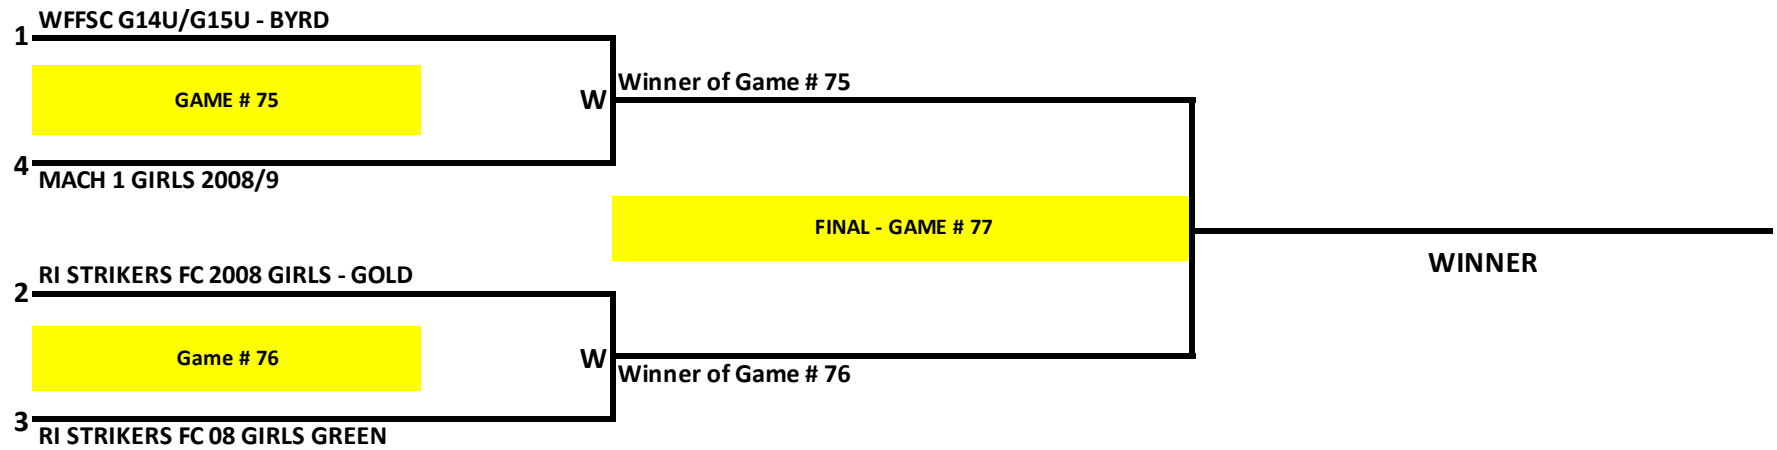 WFFSC G14U/G15U - BYRD
1
GAME # 75
W
Winner of Game # 75
4
MACH 1 GIRLS 2008/9
FINAL - GAME # 77
WINNER
RI STRIKERS FC 2008 GIRLS - GOLD
2
Game # 76
W
Winner of Game # 76
3
RI STRIKERS FC 08 GIRLS GREEN